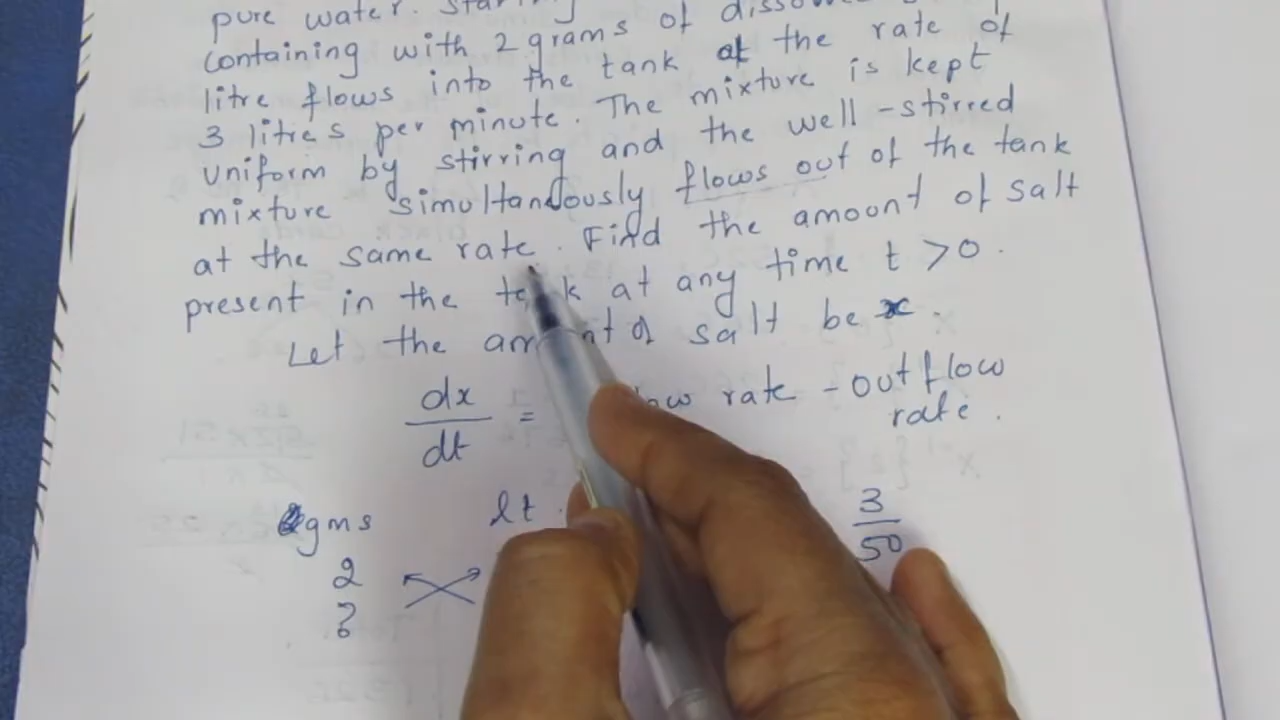 pure water.
containing with 2 grams of
litre flows into the tank at the rate of
3 litres per minute. The mixture is kept
uniform by stirring and the well-stirred
mixture simultaneously flows out of the tank
at the same rate. Find the amount of salt
present in the at any time t > 0.
Let the salt be x.
dx/dt = rate - outflow
rate.
gms lt 3/50
2
?